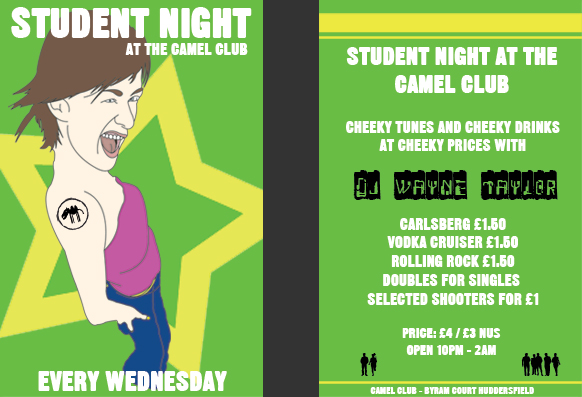 STUDENT NIGHT
AT THE CAMEL CLUB
EVERY WEDNESDAY
STUDENT NIGHT AT THE
CAMEL CLUB
CHEEKY TUNES AND CHEEKY DRINKS
AT CHEEKY PRICES WITH
DJ WAYNE TAYLOR
CARLSBERG £1.50
VODKA CRUISER £1.50
ROLLING ROCK £1.50
DOUBLES FOR SINGLES
SELECTED SHOOTERS FOR £1
PRICE: £4 / £3 NUS
OPEN 10PM - 2AM
CAMEL CLUB - BYRAM COURT HUDDERSFIELD